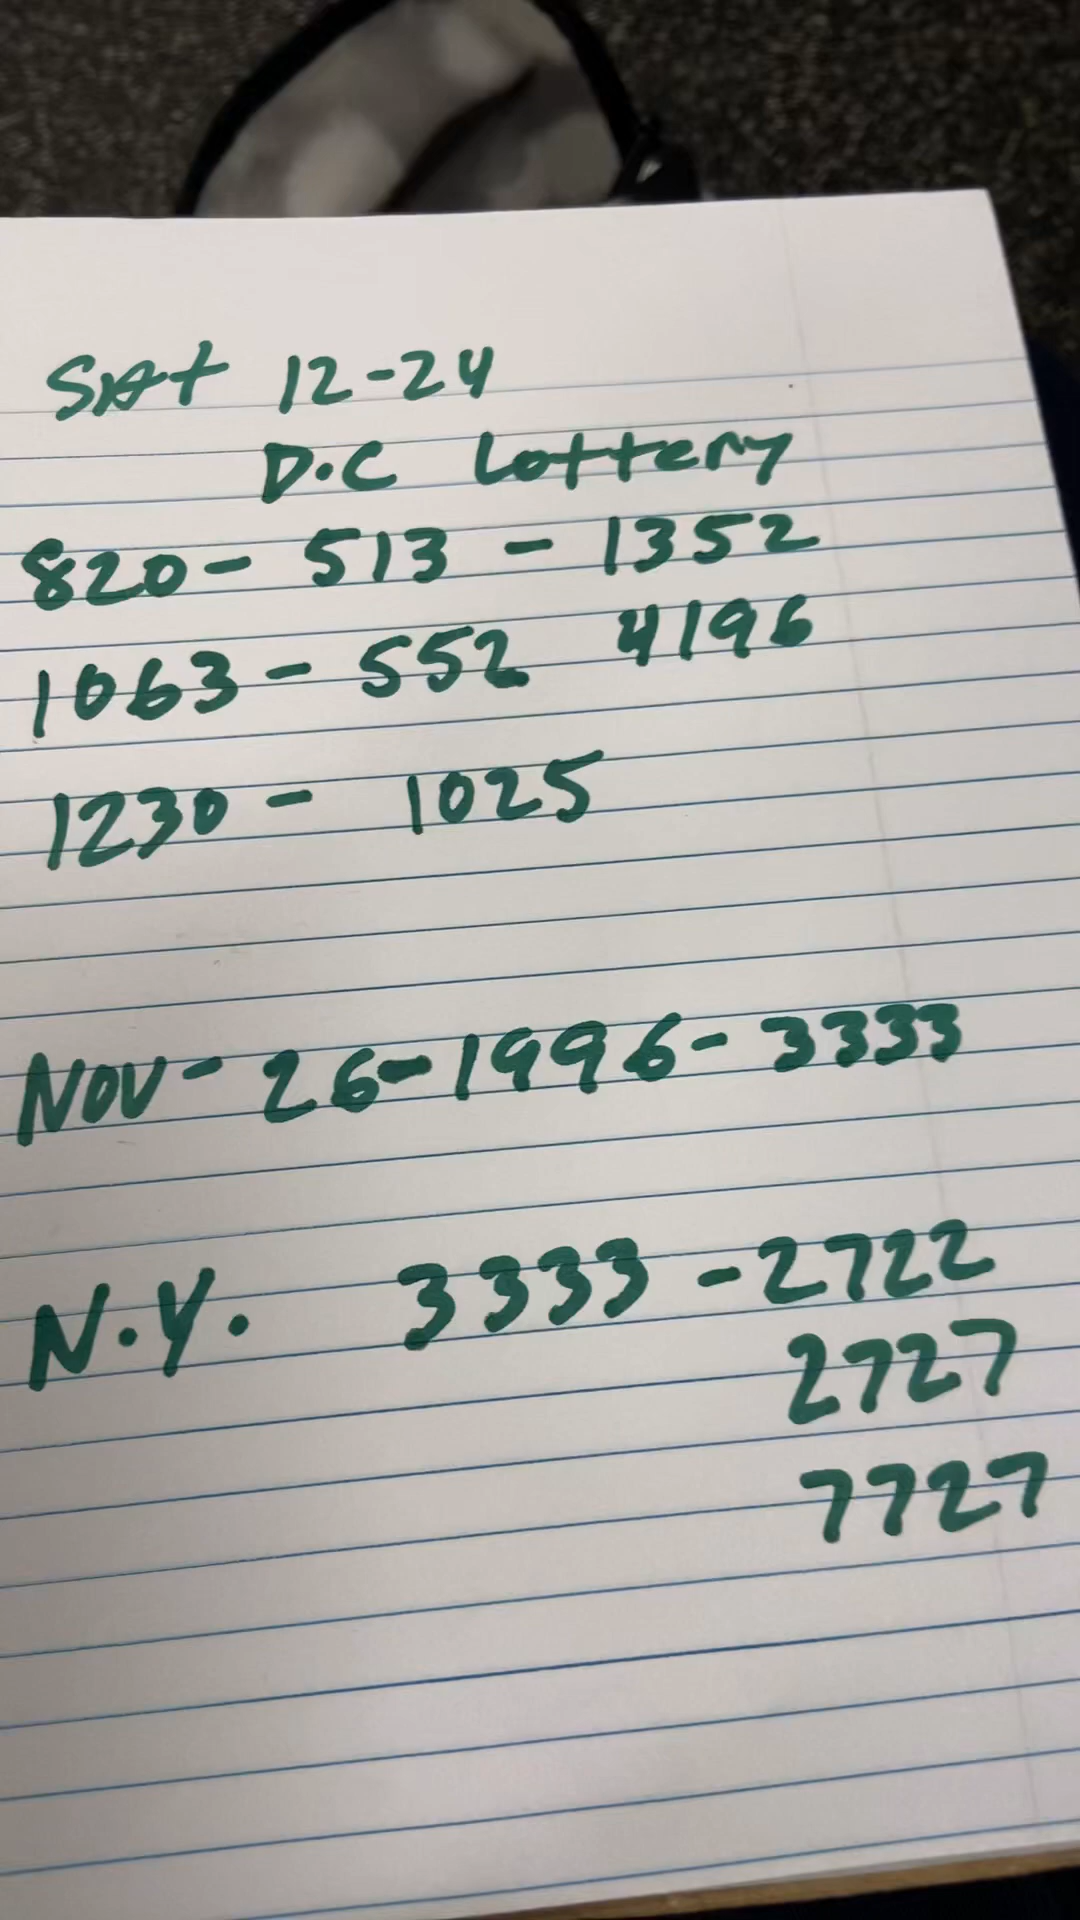 SAt 12-24
D.C Lottery
820- 513 - 1352
1063 - 552 4196
1230 - 1025
NOV- 26-1996- 3333
N.Y. 3333 -2722
2727
7727